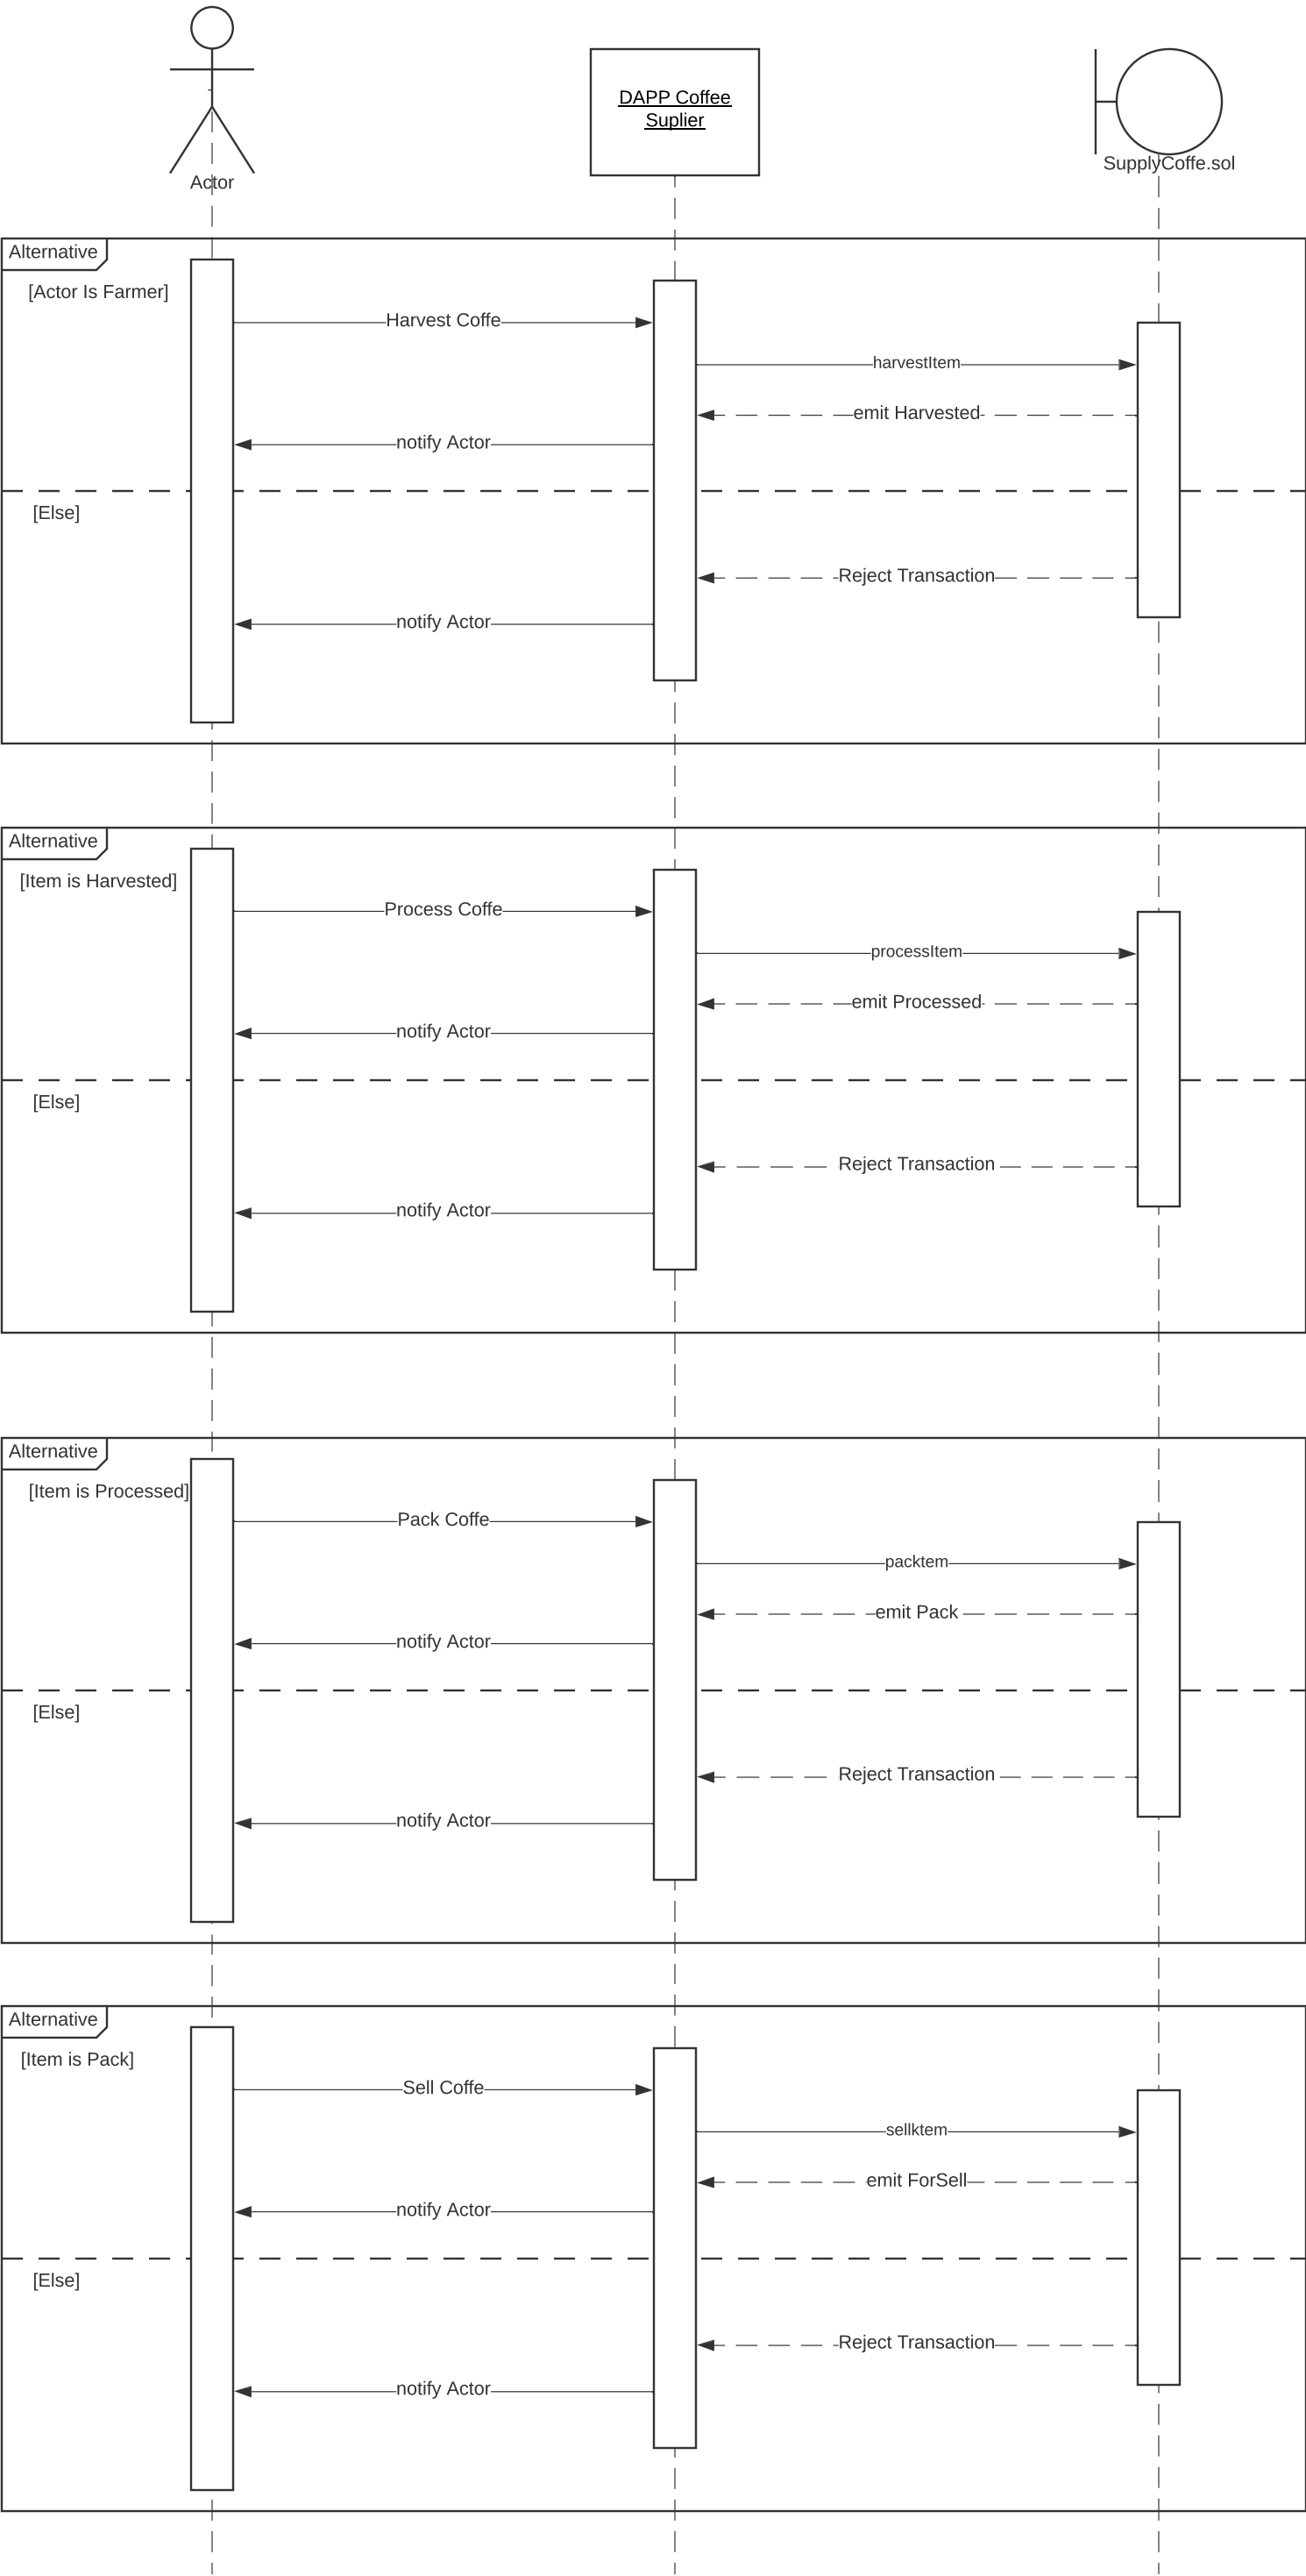 DAPP Coffee
Suplier
Actor
SupplyCoffe.sol
Alternative
[Actor Is Farmer]
Harvest Coffe
harvestItem
emit Harvested
notify Actor
[Else]
Reject Transaction
notify Actor
Alternative
[Item is Harvested]
Process Coffe
processItem
emit Processed
notify Actor
[Else]
Reject Transaction
notify Actor
Alternative
[Item is Processed]
Pack Coffe
packtem
emit Pack
notify Actor
[Else]
Reject Transaction
notify Actor
Alternative
[Item is Pack]
Sell Coffe
sellktem
emit ForSell
notify Actor
[Else]
Reject Transaction
notify Actor